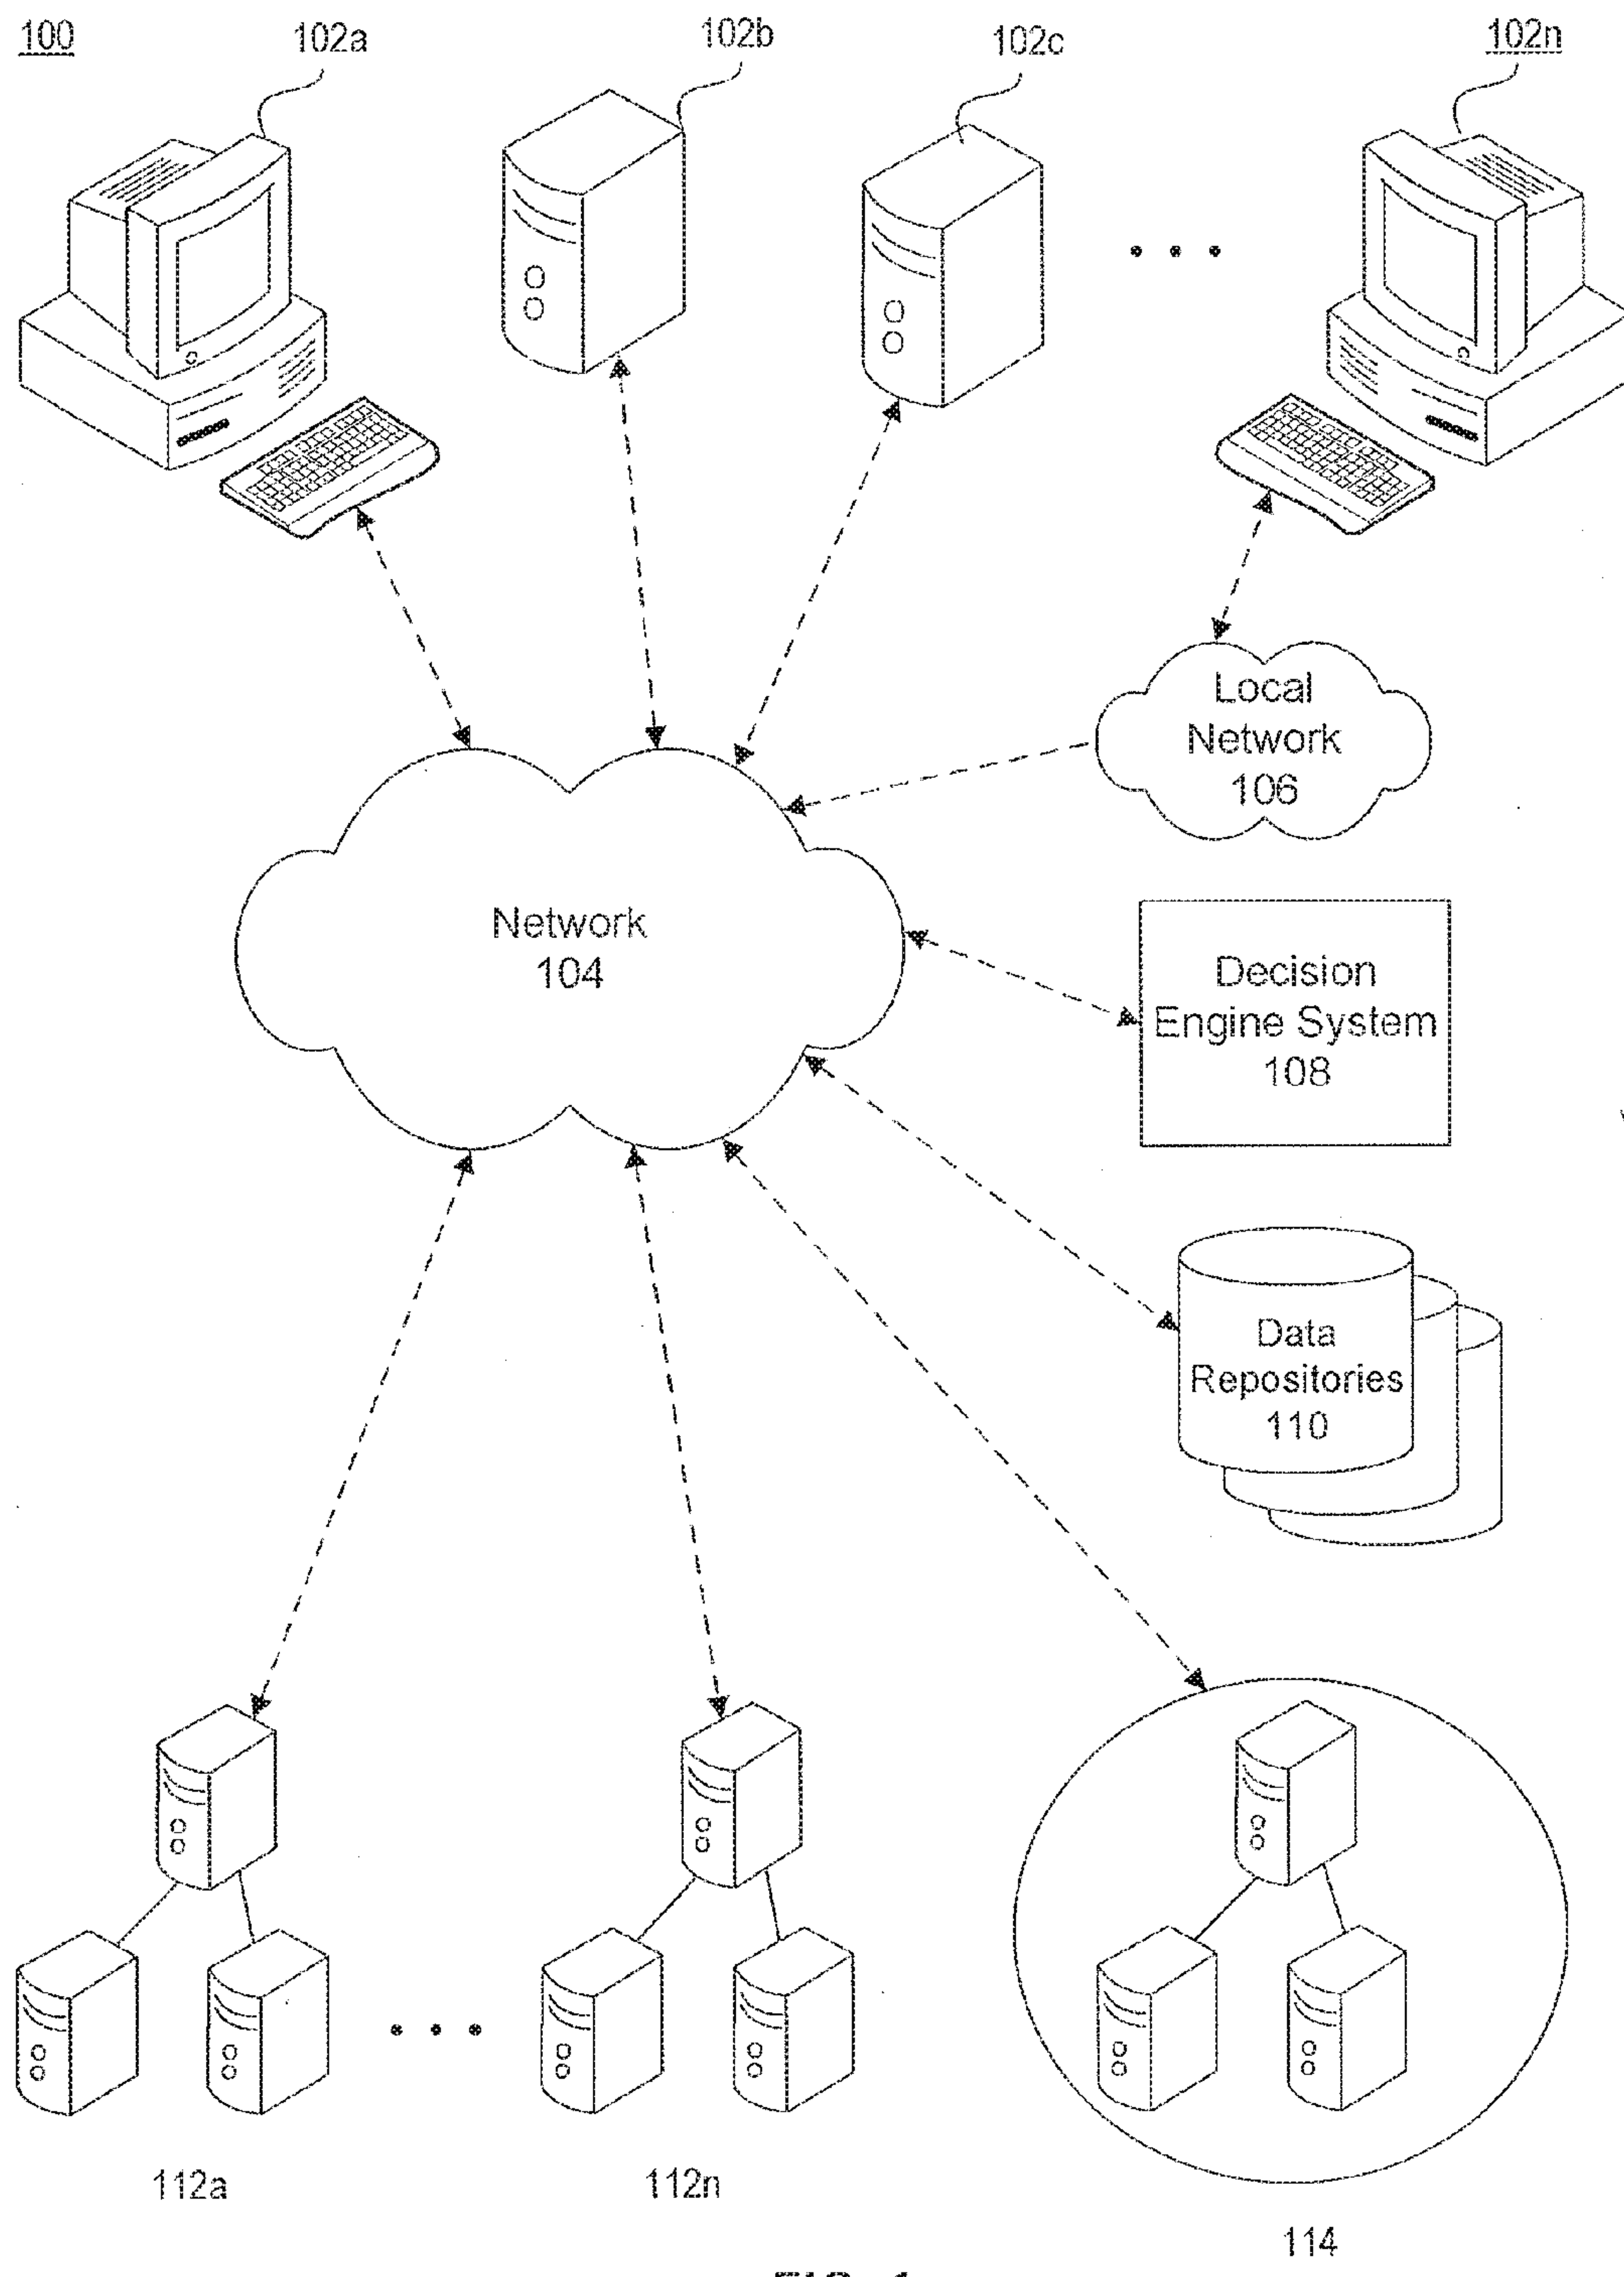 100
102a
102b
102c
102n
Local
Network
106
Network
104
Decision
Engine System
108
Data
Repositories
110
112a
112n
114